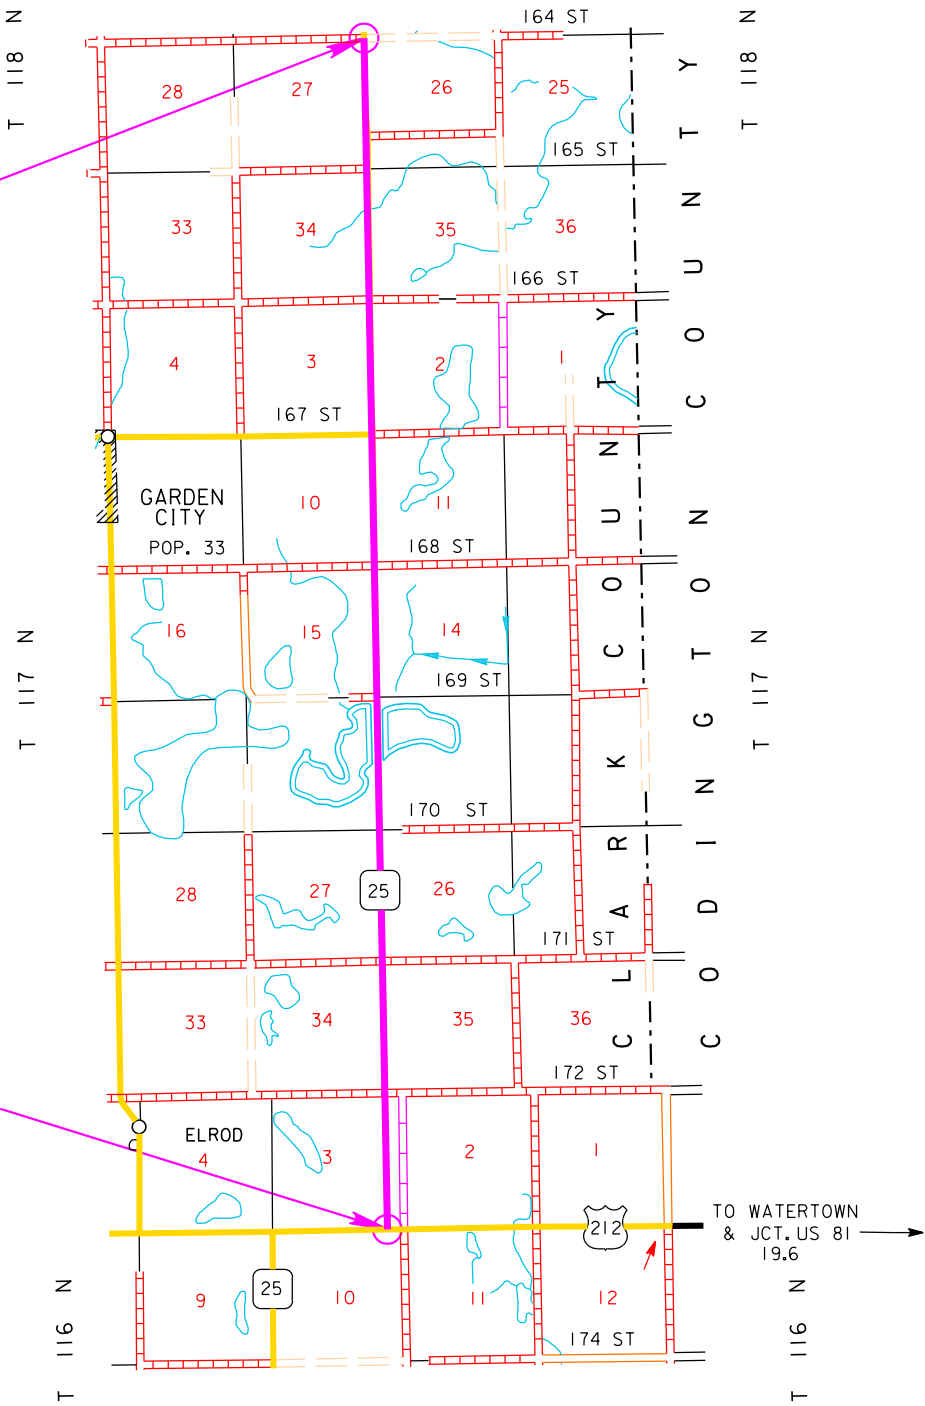 164 ST
T 118 N
T 118 N
28
27
26
25
165 ST
33
34
35
36
166 ST
4
3
2
1
167 ST
GARDEN
CITY
POP. 33
10
11
168 ST
16
15
14
169 ST
T 117 N
T 117 N
170 ST
28
27
25
26
171 ST
33
34
35
36
172 ST
CLARK COUNTY
CODINGTON COUNTY
ELROD
4
3
2
1
212
TO WATERTOWN
& JCT. US 81
19.6
9
25
10
11
12
174 ST
T 116 N
T 116 N